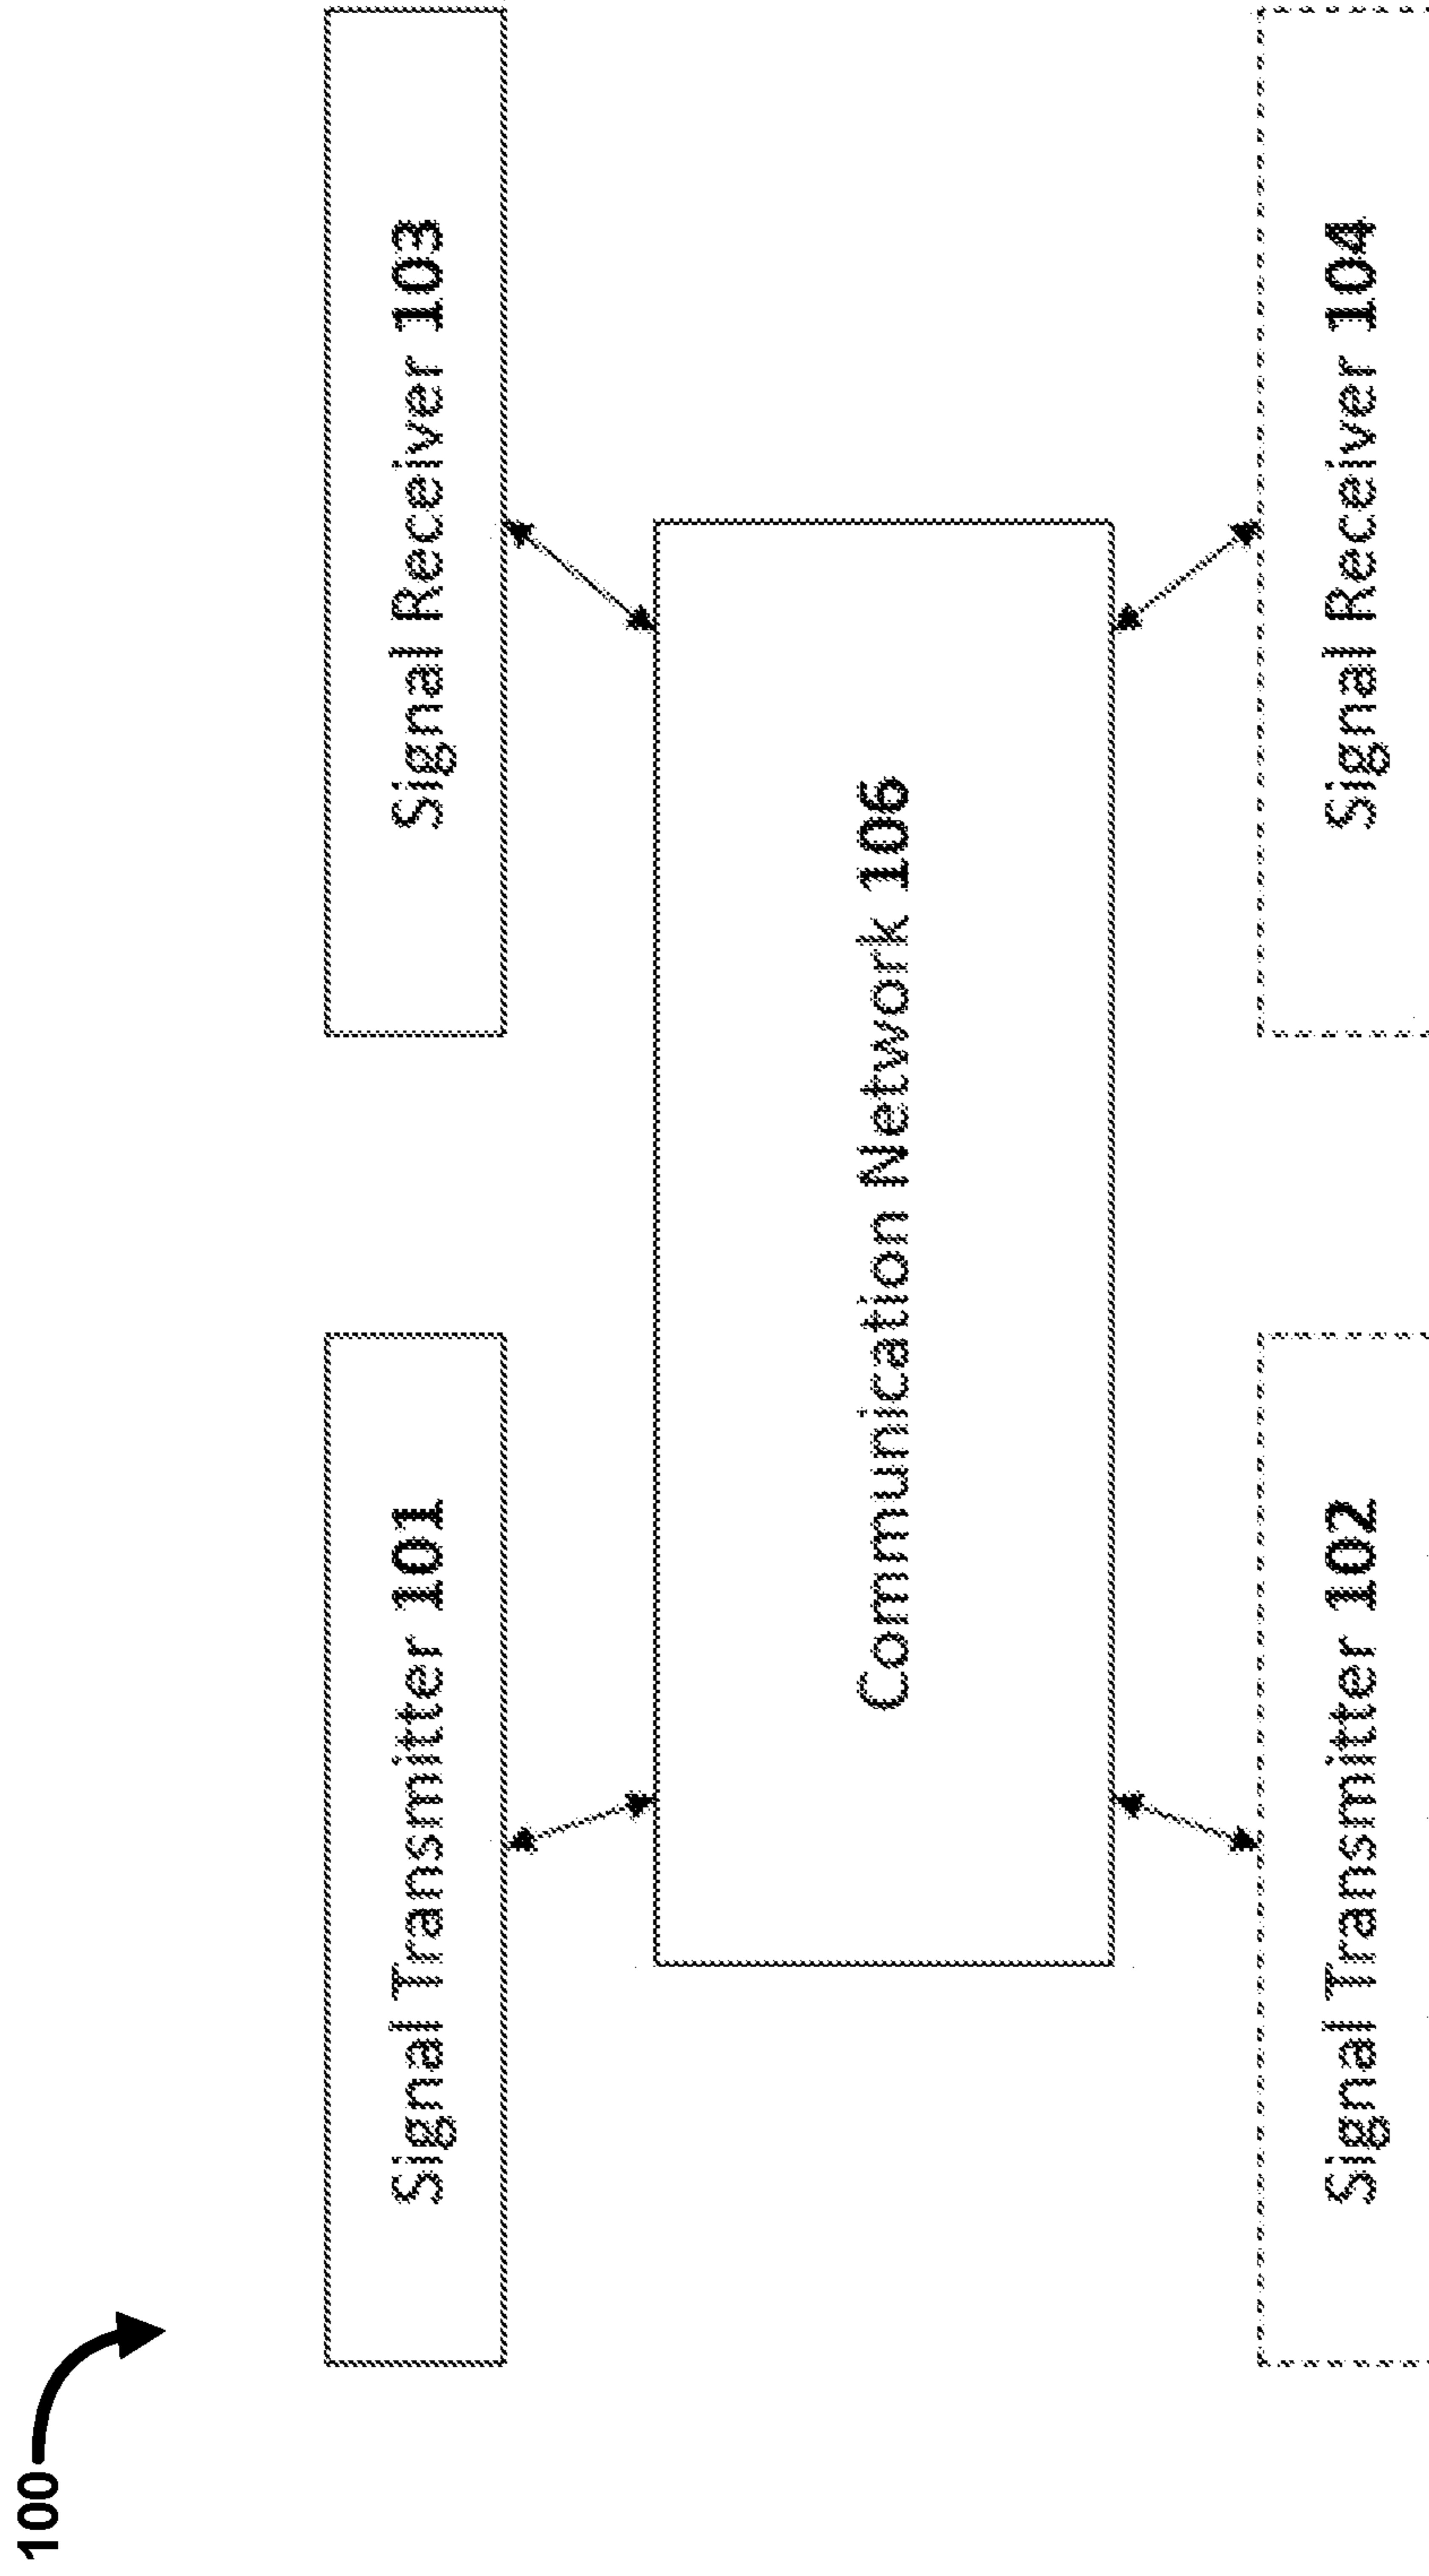 100
Signal Transmitter 101
Signal Receiver 103
Communication Network 106
Signal Transmitter 102
Signal Receiver 104